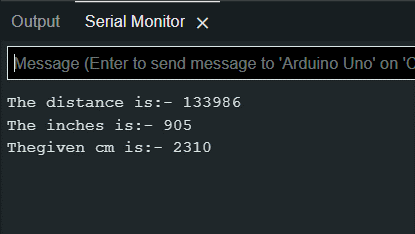 Output Serial Monitor ×
Message (Enter to send message to 'Arduino Uno' on 'C
The distance is:- 133986
The inches is:- 905
Thegiven cm is:- 2310